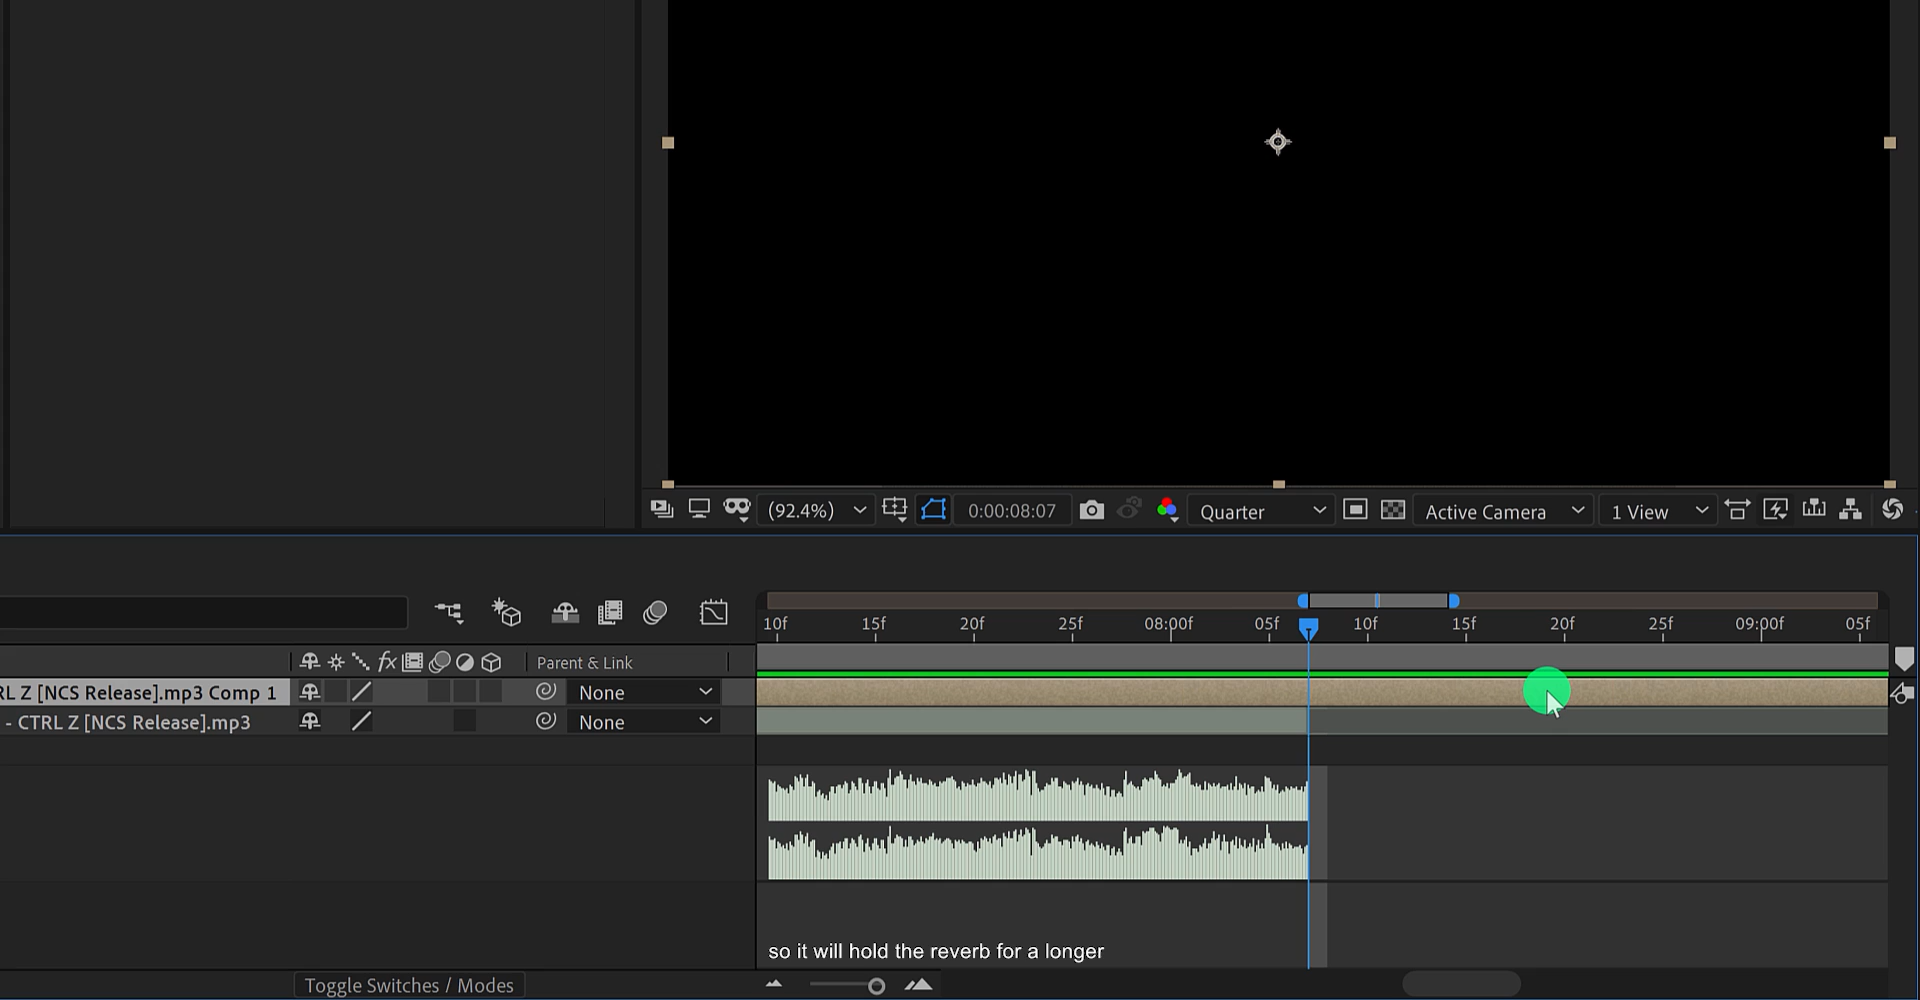 (92.4%)
0:00:08:07
Quarter
Active Camera
1 View
10f 15f 20f 25f 08:00f 05f 10f 15f 20f 25f 09:00f 05f
fx
Parent & Link
RL Z [NCS Release].mp3 Comp 1
None
- CTRL Z [NCS Release].mp3
None
so it will hold the reverb for a longer
Toggle Switches / Modes